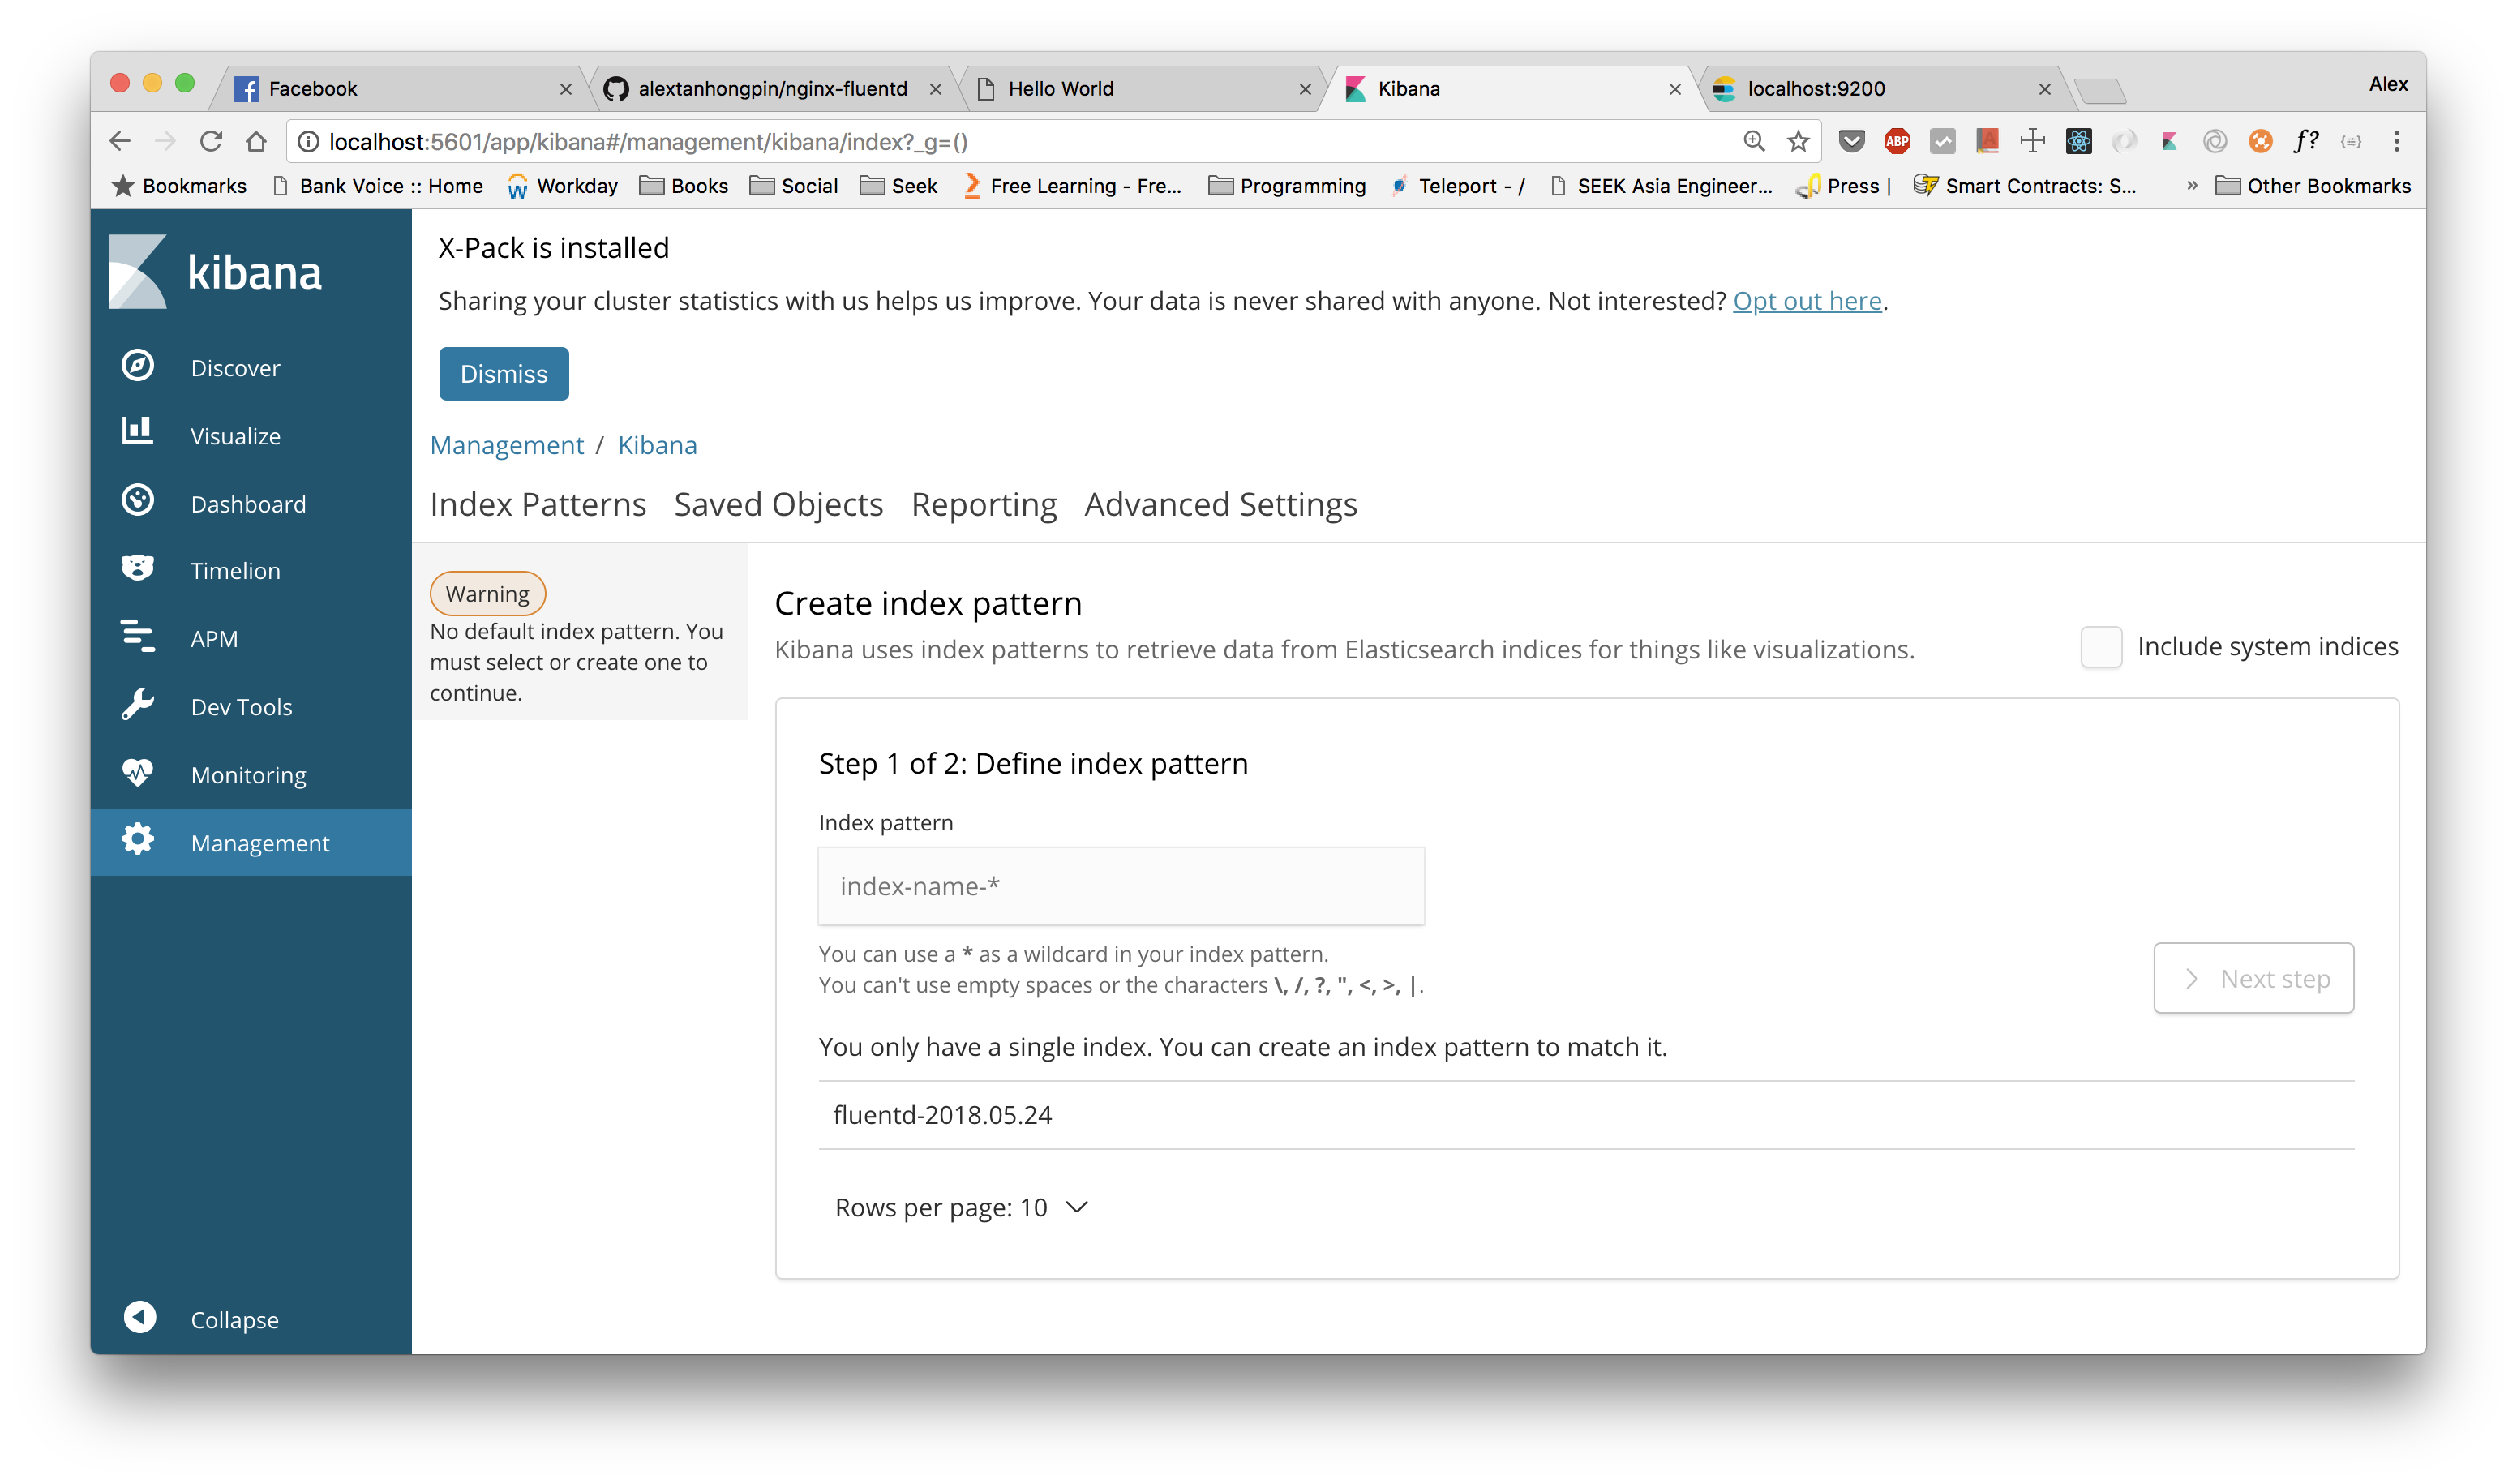 Facebook
alextanhongpin/nginx-fluentd
Hello World
Kibana
localhost:9200
Alex
localhost:5601/app/kibana#/management/kibana/index?_g=()
ABP
f?
Bookmarks
Bank Voice :: Home
Workday
Books
Social
Seek
Free Learning - Fre...
Programming
Teleport - /
SEEK Asia Engineer...
Press |
Smart Contracts: S...
»
Other Bookmarks
kibana
Discover
Visualize
Dashboard
Timelion
APM
Dev Tools
Monitoring
Management
Collapse
X-Pack is installed
Sharing your cluster statistics with us helps us improve. Your data is never shared with anyone. Not interested? Opt out here.
Dismiss
Management / Kibana
Index Patterns Saved Objects Reporting Advanced Settings
Warning
No default index pattern. You
must select or create one to
continue.
Create index pattern
Kibana uses index patterns to retrieve data from Elasticsearch indices for things like visualizations.
Include system indices
Step 1 of 2: Define index pattern
Index pattern
index-name-*
You can use a * as a wildcard in your index pattern.
You can't use empty spaces or the characters \, /, ?, ", <, >, |.
Next step
You only have a single index. You can create an index pattern to match it.
fluentd-2018.05.24
Rows per page: 10